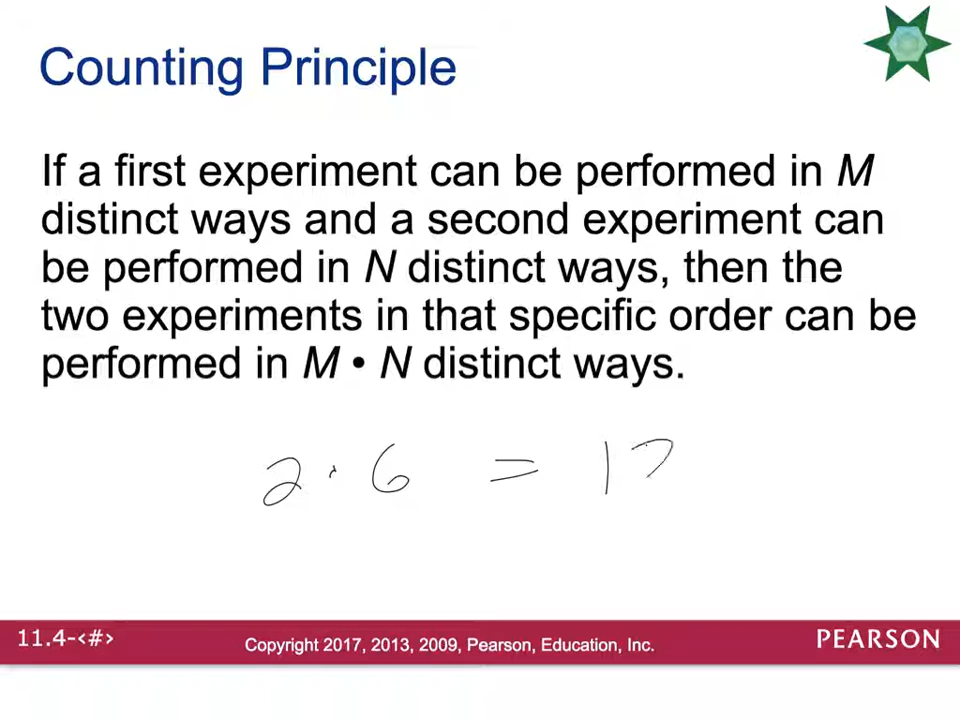 Counting Principle
If a first experiment can be performed in M
distinct ways and a second experiment can
be performed in N distinct ways, then the
two experiments in that specific order can be
performed in M • N distinct ways.
2 · 6 = 12
11.4-<#>
Copyright 2017, 2013, 2009, Pearson, Education, Inc.
PEARSON